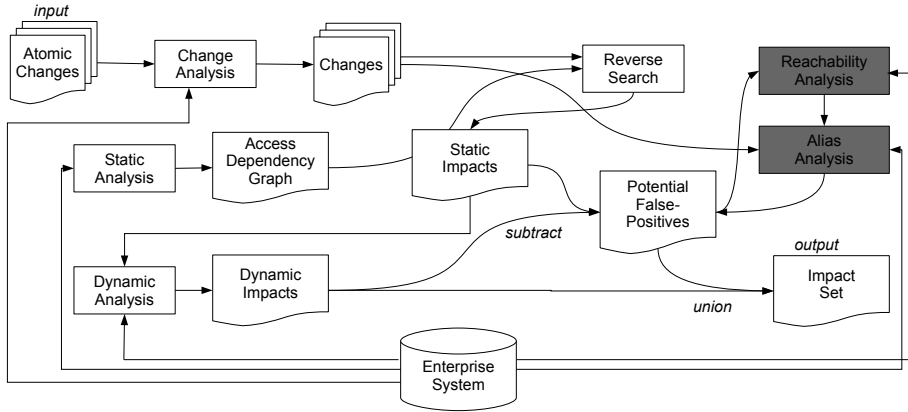 input
Atomic
Changes
Change
Analysis
Changes
Reverse
Search
Reachability
Analysis
Static
Analysis
Access
Dependency
Graph
Static
Impacts
Alias
Analysis
Potential
False-
Positives
subtract
output
Dynamic
Analysis
Dynamic
Impacts
union
Impact
Set
Enterprise
System